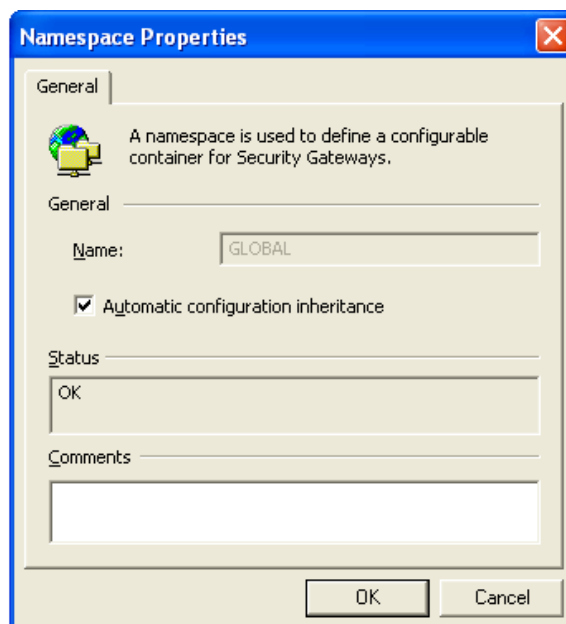 Namespace Properties
General
A namespace is used to define a configurable
container for Security Gateways.
General
Name:
GLOBAL
Automatic configuration inheritance
Status
OK
Comments
OK
Cancel